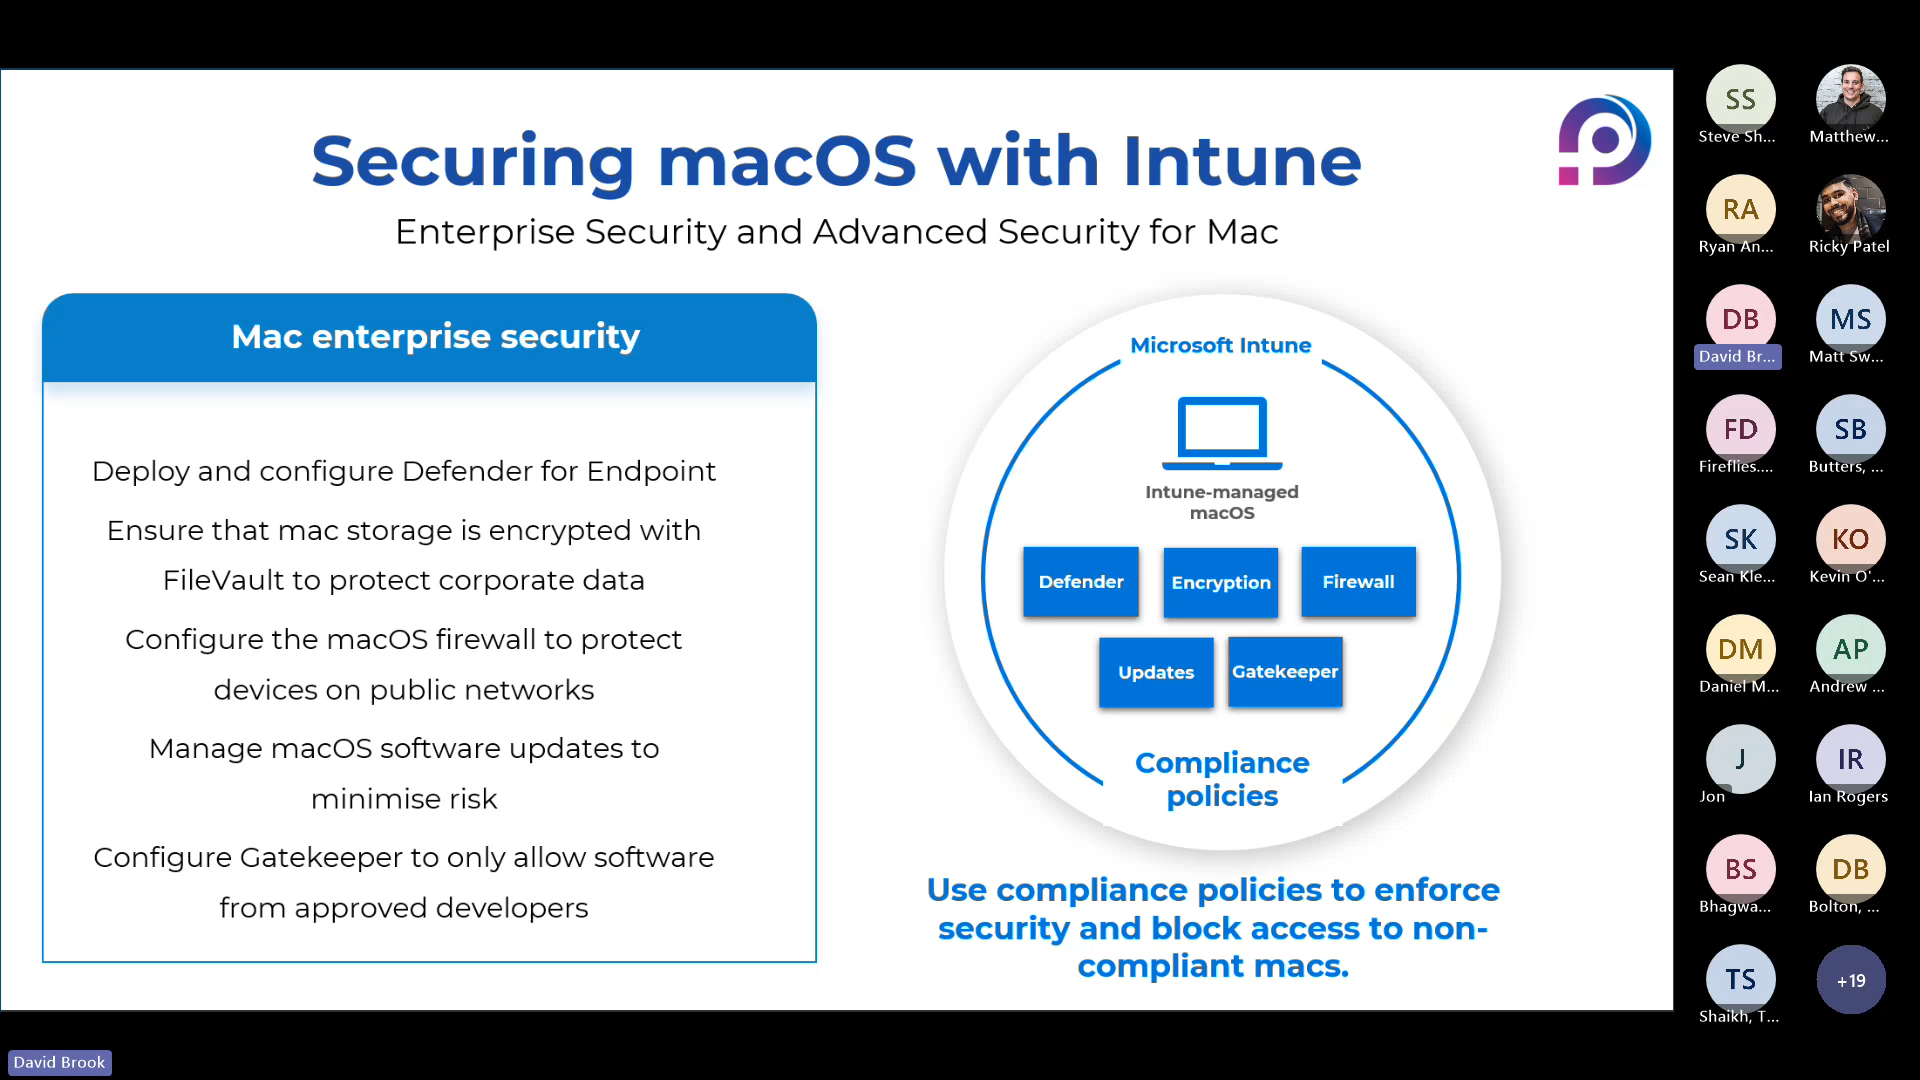 Securing macOS with Intune
Enterprise Security and Advanced Security for Mac
Mac enterprise security
Deploy and configure Defender for Endpoint
Ensure that mac storage is encrypted with
FileVault to protect corporate data
Configure the macOS firewall to protect
devices on public networks
Manage macOS software updates to
minimise risk
Configure Gatekeeper to only allow software
from approved developers
Microsoft Intune
Intune-managed
macOS
Defender
Encryption
Firewall
Updates
Gatekeeper
Compliance
policies
Use compliance policies to enforce
security and block access to non-
compliant macs.
SS
Steve Sh...
Matthew...
RA
Ryan An...
Ricky Patel
DB
David Br...
MS
Matt Sw...
FD
Fireflies....
SB
Butters, ...
SK
Sean Kle...
KO
Kevin O'...
DM
Daniel M...
AP
Andrew ...
J
Jon
IR
Ian Rogers
BS
Bhagwa...
DB
Bolton, ...
TS
Shaikh, T...
+19
David Brook